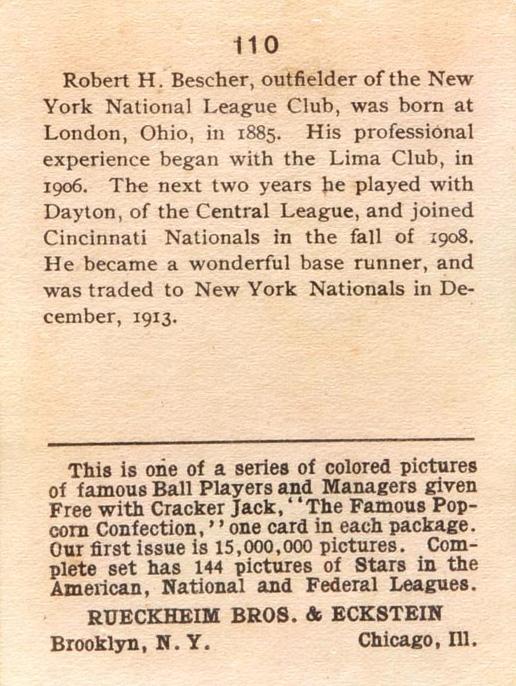 110
Robert H. Bescher, outfielder of the New
York National League Club, was born at
London, Ohio, in 1885. His professional
experience began with the Lima Club, in
1906. The next two years he played with
Dayton, of the Central League, and joined
Cincinnati Nationals in the fall of 1908.
He became a wonderful base runner, and
was traded to New York Nationals in De-
cember, 1913.
This is one of a series of colored pictures
of famous Ball Players and Managers given
Free with Cracker Jack, "The Famous Pop-
corn Confection," one card in each package.
Our first issue is 15,000,000 pictures. Com-
plete set has 144 pictures of Stars in the
American, National and Federal Leagues.
RUECKHEIM BROS. & ECKSTEIN
Brooklyn, N. Y. Chicago, Ill.